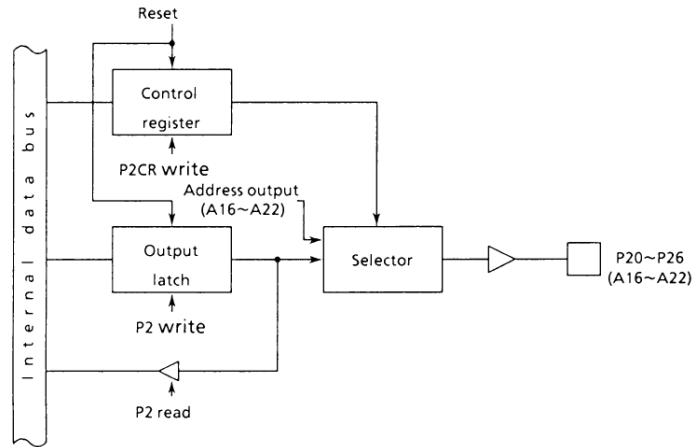 Reset
Control
register
P2CR write
Address output
(A16~A22)
Output
latch
Selector
P20~P26
(A16~A22)
P2 write
P2 read
Internal data bus